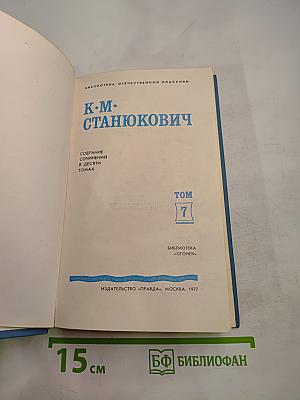 БИБЛИОТЕКА ОТЕЧЕСТВЕННОЙ КЛАССИКИ
К·М·
СТАНЮКОВИЧ
СОБРАНИЕ
СОЧИНЕНИЙ
В ДЕСЯТИ
ТОМАХ
ТОМ
7
БИБЛИОТЕКА
«ОГОНЕК»
ИЗДАТЕЛЬСТВО «ПРАВДА». МОСКВА. 1977
15 см
БФ БИБЛИОФАН